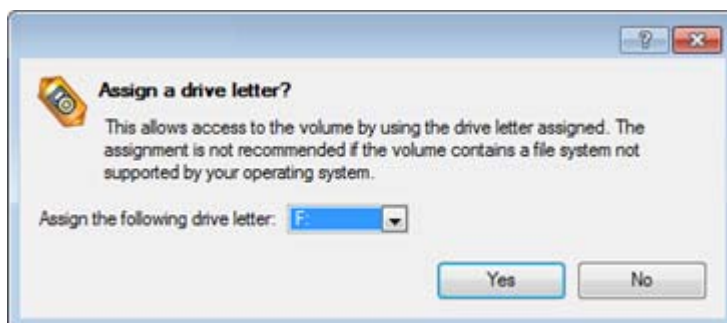 Assign a drive letter?
This allows access to the volume by using the drive letter assigned. The
assignment is not recommended if the volume contains a file system not
supported by your operating system.
Assign the following drive letter: F:
Yes No